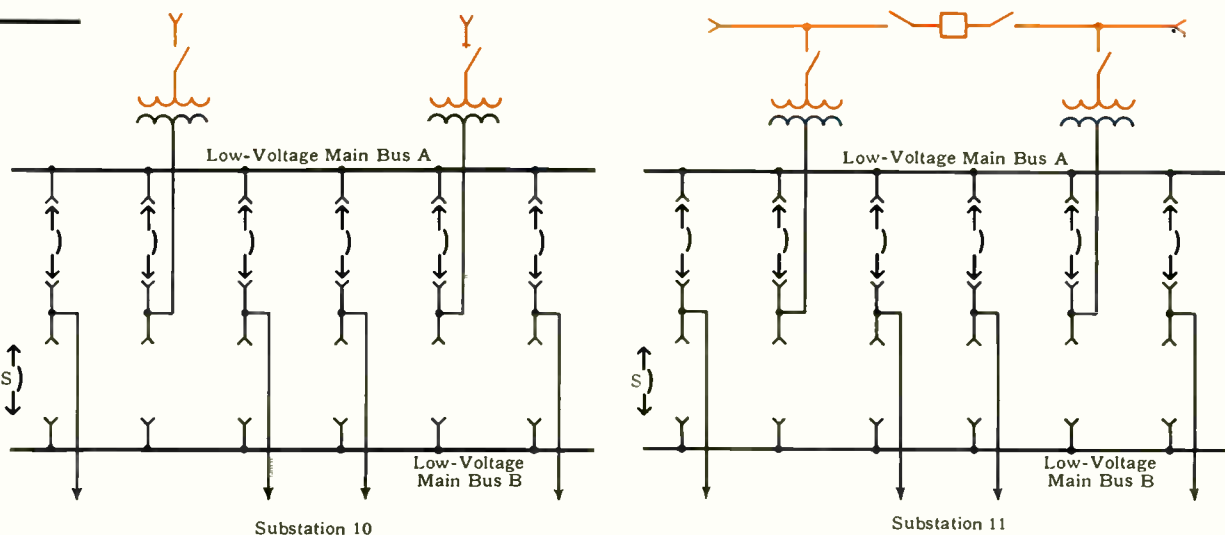 Low-Voltage Main Bus A
Low-Voltage Main Bus A
S
S
Low-Voltage
Main Bus B
Low-Voltage
Main Bus B
Substation 10
Substation 11